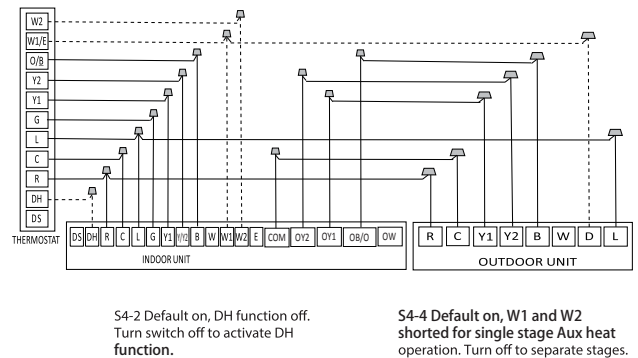 W2
W1/E
O/B
Y2
Y1
G
L
C
R
DH
DS
THERMOSTAT
DS DH R C L G Y1 Y/Y2 B W W1 W2 E COM OY2 OY1 OB/O OW
INDOOR UNIT
R C Y1 Y2 B W D L
OUTDOOR UNIT
S4-2 Default on, DH function off.
Turn switch off to activate DH
function.
S4-4 Default on, W1 and W2
shorted for single stage Aux heat
operation. Turn off to separate stages.